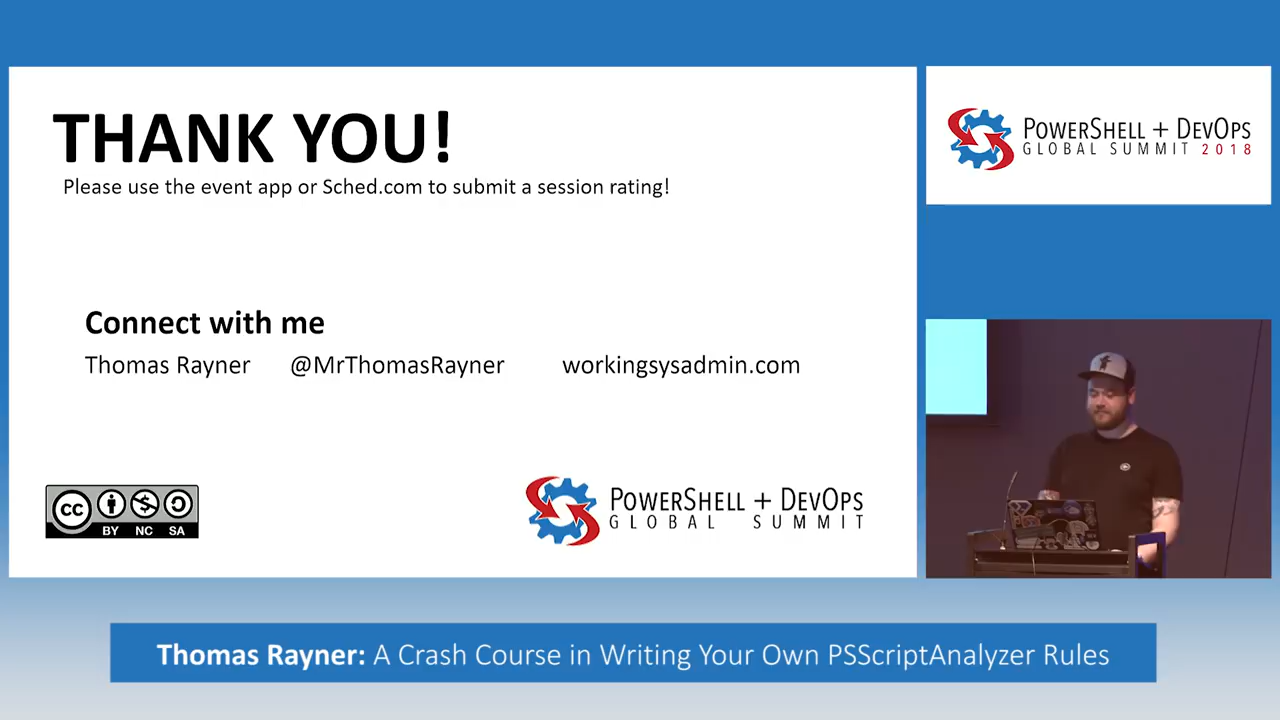 THANK YOU!
Please use the event app or Sched.com to submit a session rating!
Connect with me
Thomas Rayner @MrThomasRayner workingsysadmin.com
CC BY NC SA
POWERSHELL + DEVOPS
GLOBAL SUMMIT
POWERSHELL + DEVOPS
GLOBAL SUMMIT 2018
Thomas Rayner: A Crash Course in Writing Your Own PSScriptAnalyzer Rules